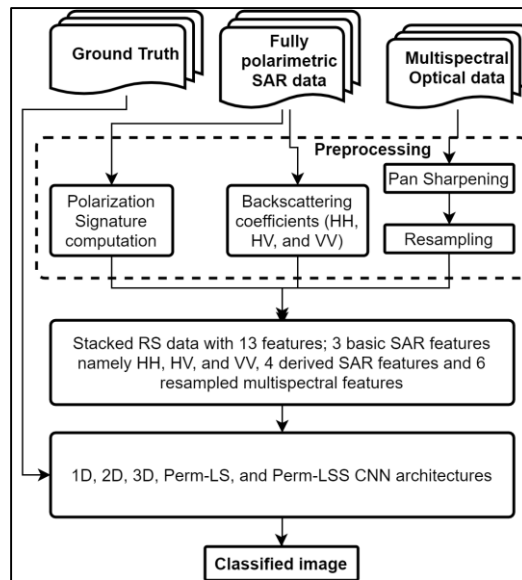 Ground Truth
Fully
polarimetric
SAR data
Multispectral
Optical data
Preprocessing
Polarization
Signature
computation
Backscattering
coefficients (HH,
HV, and VV)
Pan Sharpening
Resampling
Stacked RS data with 13 features; 3 basic SAR features
namely HH, HV, and VV, 4 derived SAR features and 6
resampled multispectral features
1D, 2D, 3D, Perm-LS, and Perm-LSS CNN architectures
Classified image